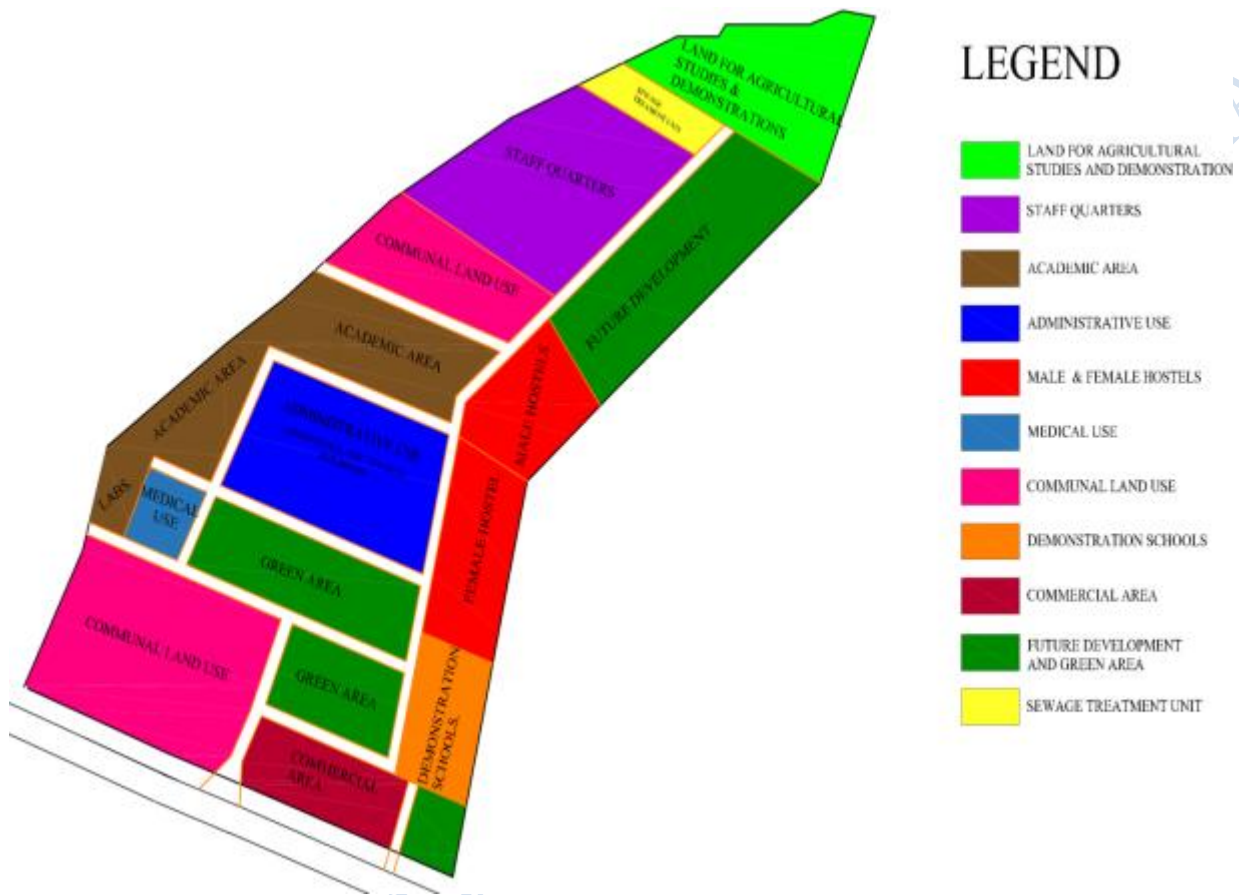 LEGEND
LAND FOR AGRICULTURAL
STUDIES AND DEMONSTRATION
STAFF QUARTERS
ACADEMIC AREA
ADMINISTRATIVE USE
MALE & FEMALE HOSTELS
MEDICAL USE
COMMUNAL LAND USE
DEMONSTRATION SCHOOLS
COMMERCIAL AREA
FUTURE DEVELOPMENT
AND GREEN AREA
SEWAGE TREATMENT UNIT
LAND FOR AGRICULTURAL
STUDIES &
DEMONSTRATIONS
STAFF QUARTERS
COMMUNAL LAND USE
FUTURE DEVELOPMENT
ACADEMIC AREA
ACADEMIC AREA
MALE HOSTELS
ADMINISTRATIVE USE
LABS.
MEDICAL
USE
FEMALE HOSTEL
GREEN AREA
COMMUNAL LAND USE
GREEN AREA
DEMONSTRATION
SCHOOLS.
COMMERCIAL
AREA